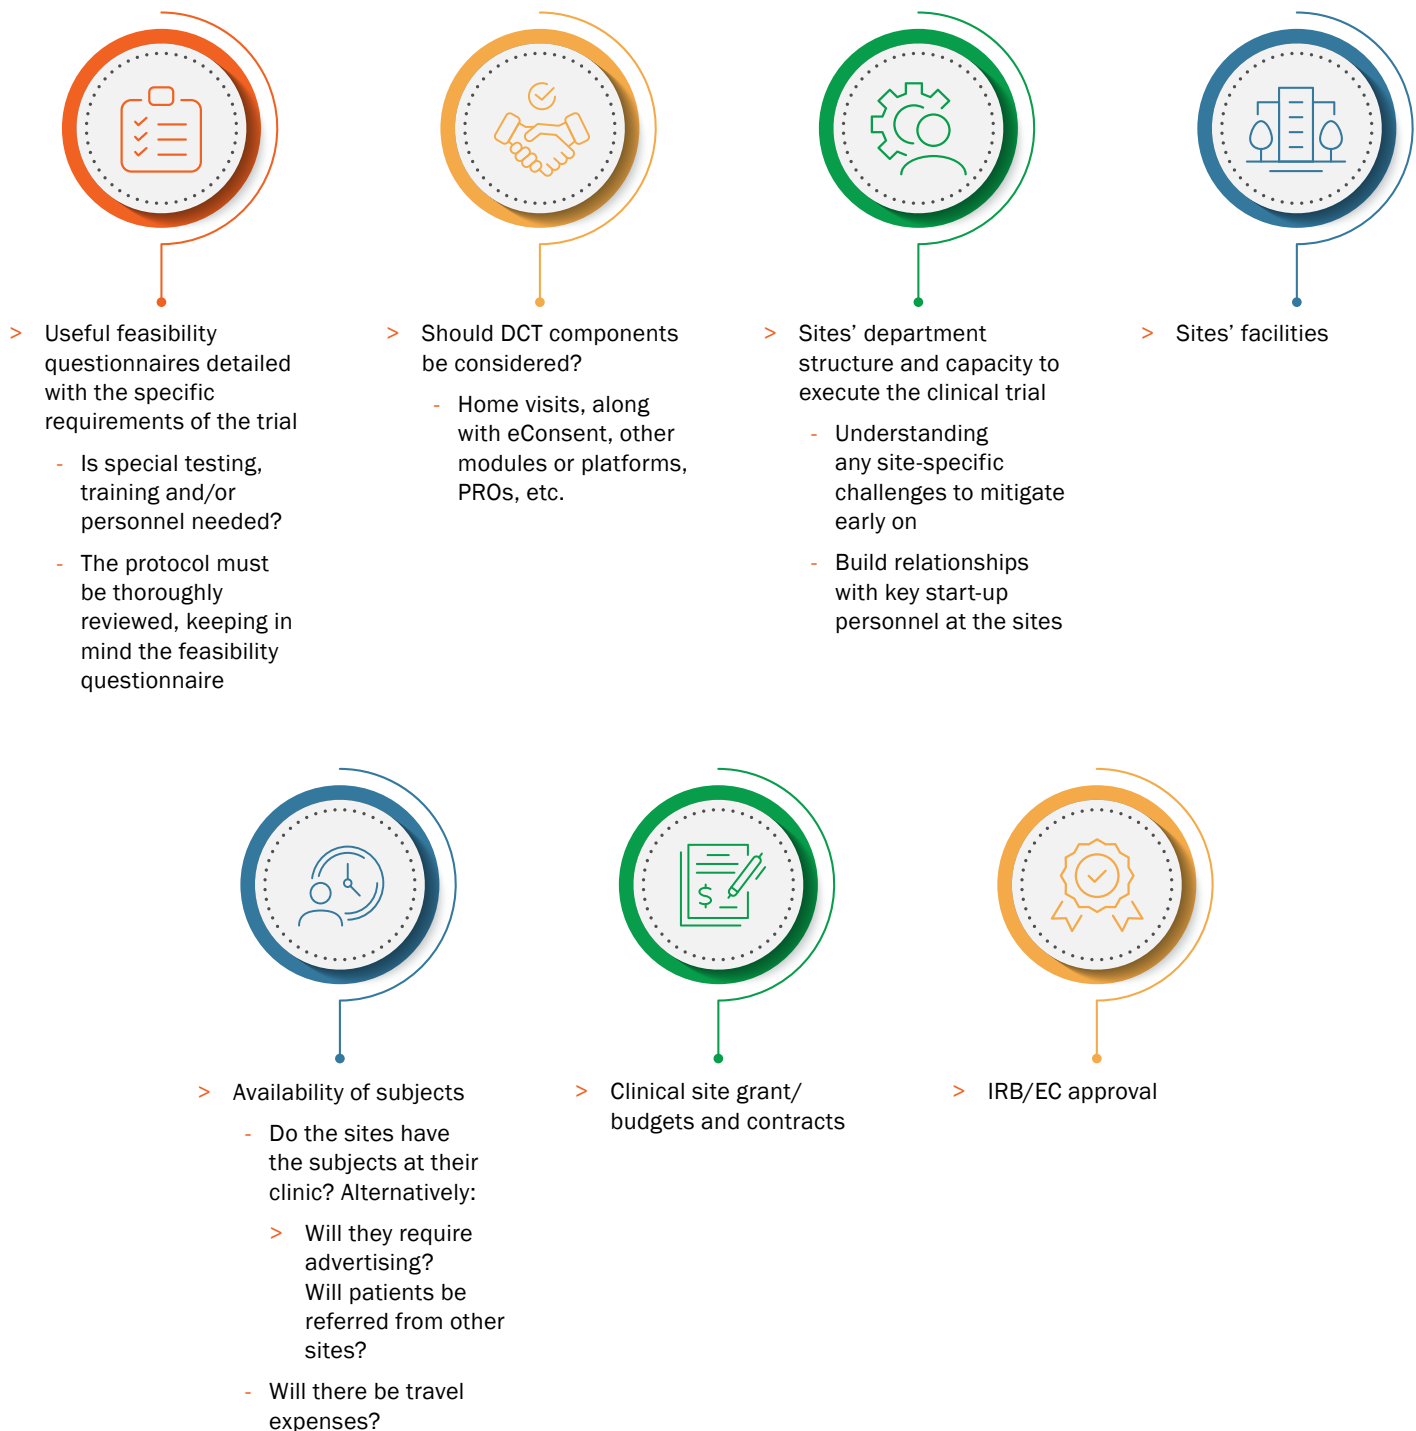 > Useful feasibility
questionnaires detailed
with the specific
requirements of the trial
- Is special testing,
training and/or
personnel needed?
- The protocol must
be thoroughly
reviewed, keeping in
mind the feasibility
questionnaire
> Should DCT components
be considered?
- Home visits, along
with eConsent, other
modules or platforms,
PROs, etc.
> Sites’ department
structure and capacity to
execute the clinical trial
- Understanding
any site-specific
challenges to mitigate
early on
- Build relationships
with key start-up
personnel at the sites
> Sites’ facilities
$
> Availability of subjects
- Do the sites have
the subjects at their
clinic? Alternatively:
> Will they require
advertising?
Will patients be
referred from other
sites?
- Will there be travel
expenses?
> Clinical site grant/
budgets and contracts
> IRB/EC approval